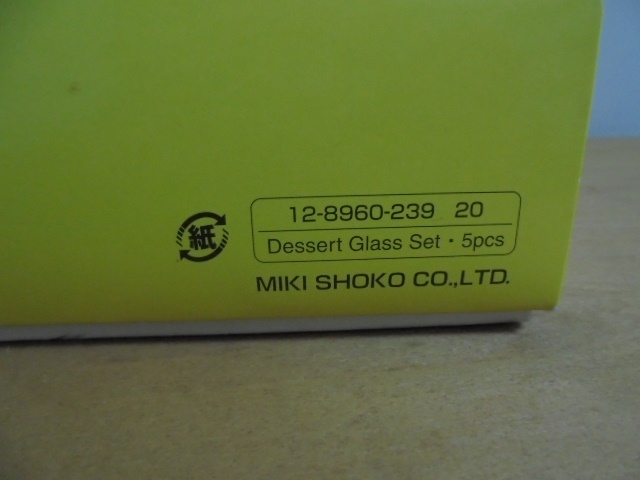 12-8960-239 20
紙
Dessert Glass Set・5pcs
MIKI SHOKO CO.,LTD.